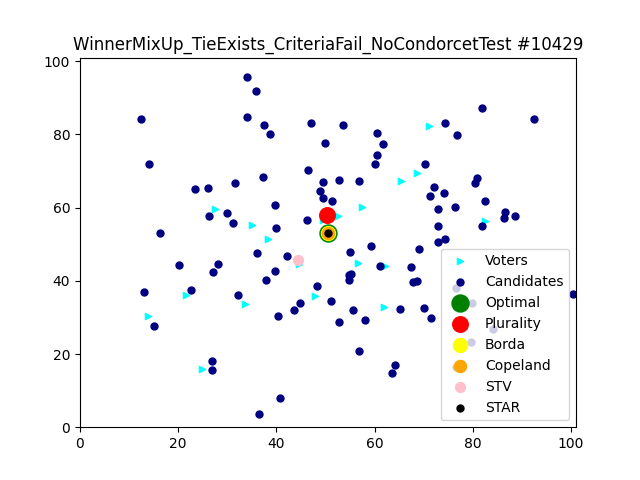 WinnerMixUp_TieExists_CriteriaFail_NoCondorcetTest #10429
100
80
60
40
20
0
0
20
40
60
80
100
Voters
Candidates
Optimal
Plurality
Borda
Copeland
STV
STAR